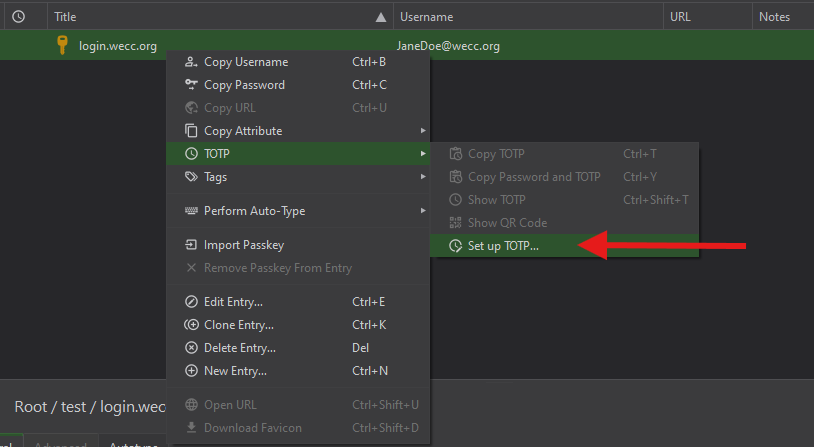 Title Username URL Notes
login.wecc.org JaneDoe@wecc.org
Copy Username Ctrl+B
Copy Password Ctrl+C
Copy URL Ctrl+U
Copy Attribute
TOTP
Tags
Perform Auto-Type
Import Passkey
Remove Passkey From Entry
Edit Entry... Ctrl+E
Clone Entry... Ctrl+K
Delete Entry... Del
New Entry... Ctrl+N
Open URL Ctrl+Shift+U
Download Favicon Ctrl+Shift+D
Copy TOTP Ctrl+T
Copy Password and TOTP Ctrl+Y
Show TOTP Ctrl+Shift+T
Show QR Code
Set up TOTP...
Root / test / login.wec
Advanced Autotype